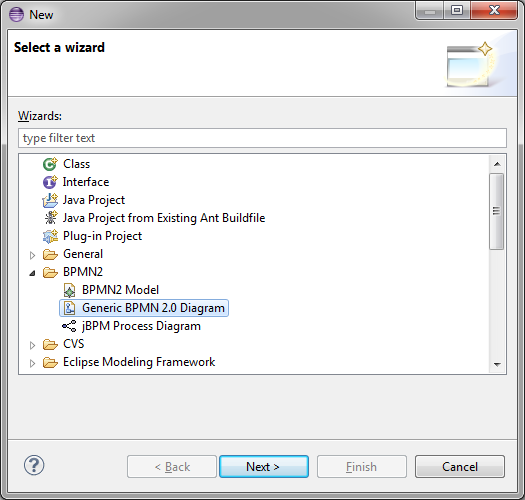 New
Select a wizard
Wizards:
type filter text
Class
Interface
Java Project
Java Project from Existing Ant Buildfile
Plug-in Project
General
BPMN2
BPMN2 Model
Generic BPMN 2.0 Diagram
jBPM Process Diagram
CVS
Eclipse Modeling Framework
? < Back Next > Finish Cancel